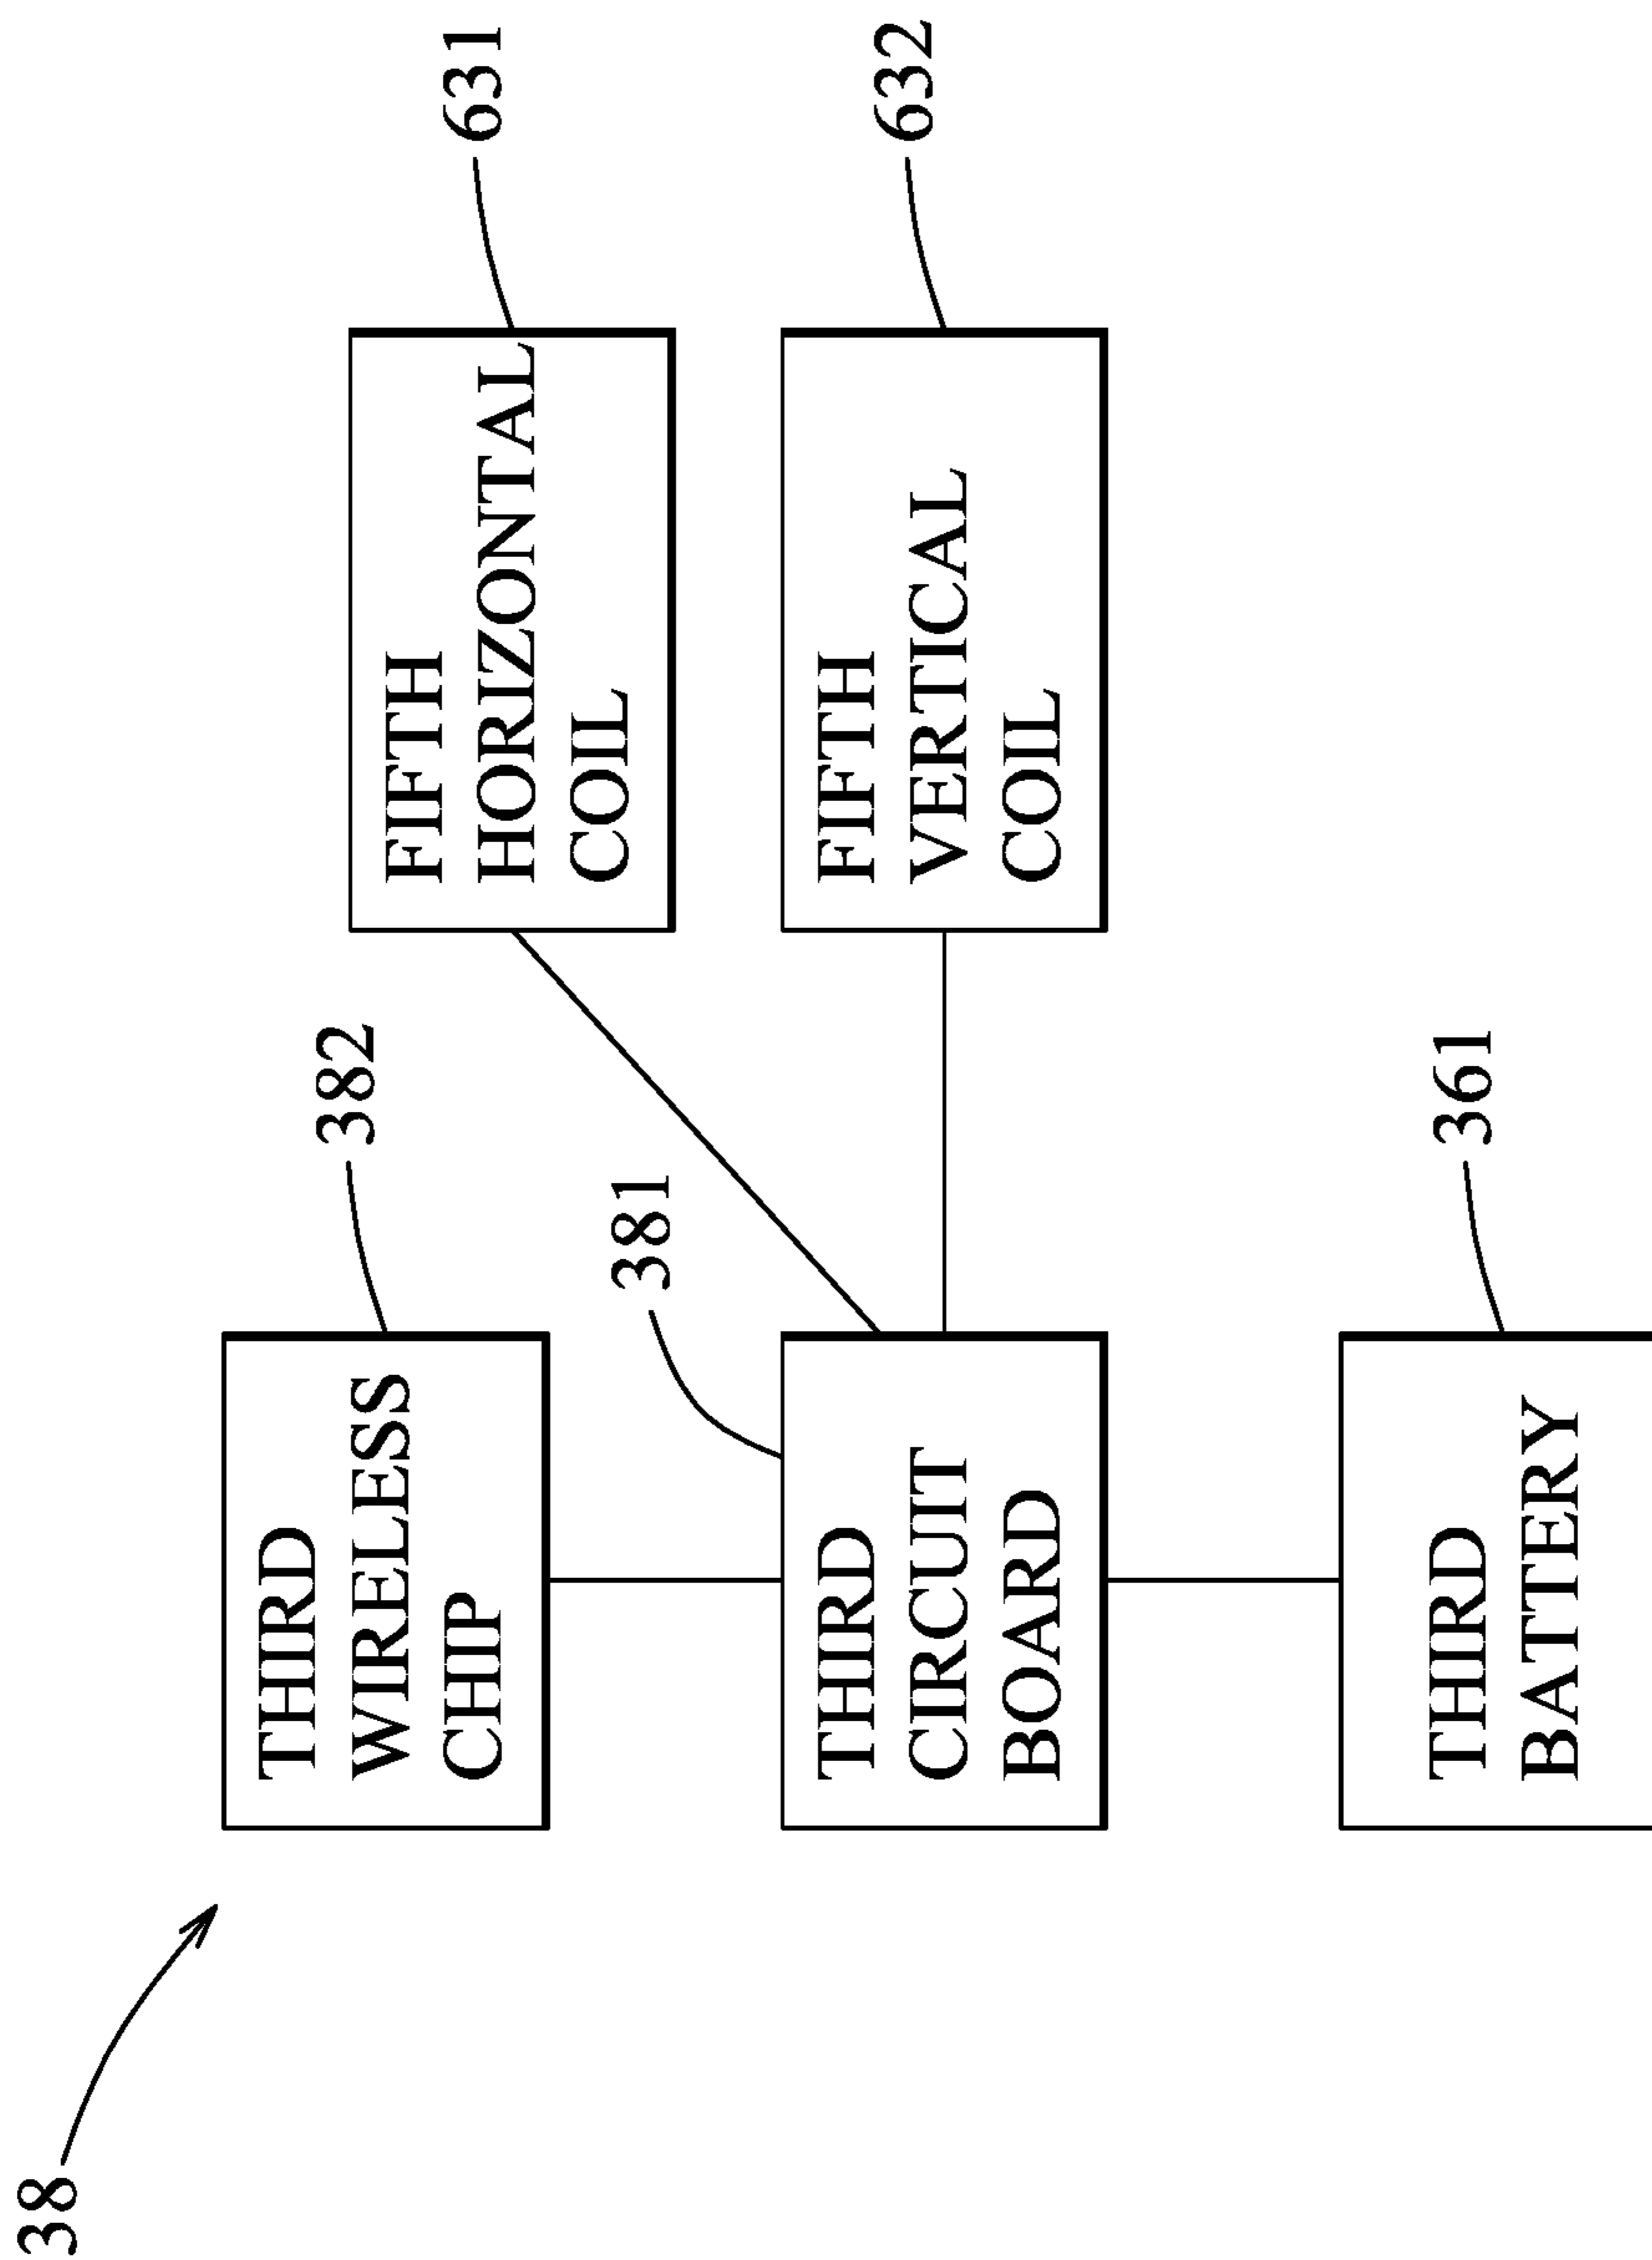 38
THIRD
WIRELESS
CHIP
382
FIFTH
HORIZONTAL
COIL
631
THIRD
CIRCUIT
BOARD
381
FIFTH
VERTICAL
COIL
632
THIRD
BATTERY
361